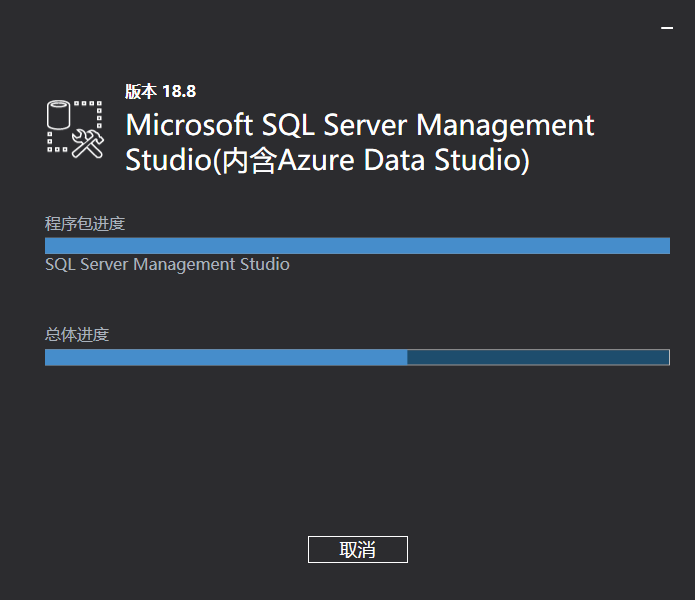 版本 18.8
Microsoft SQL Server Management
Studio(内含Azure Data Studio)
程序包进度
SQL Server Management Studio
总体进度
取消